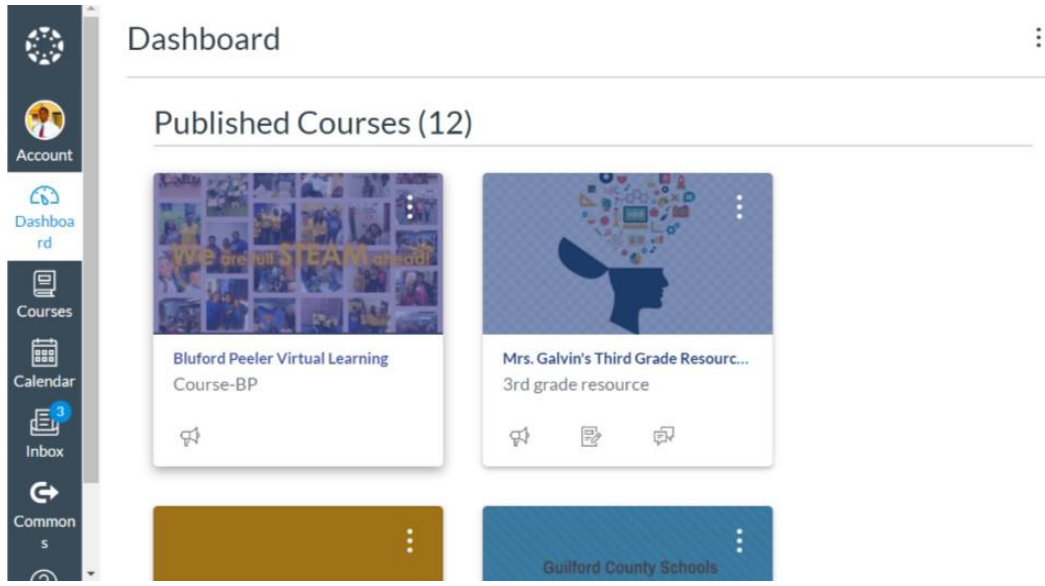 Dashboard
Account
Dashboa
rd
Courses
Calendar
3
Inbox
Common
s
Published Courses (12)
We are full STEAM ahead!
Bluford Peeler Virtual Learning
Course-BP
Mrs. Galvin's Third Grade Resourc...
3rd grade resource
Guilford County Schools